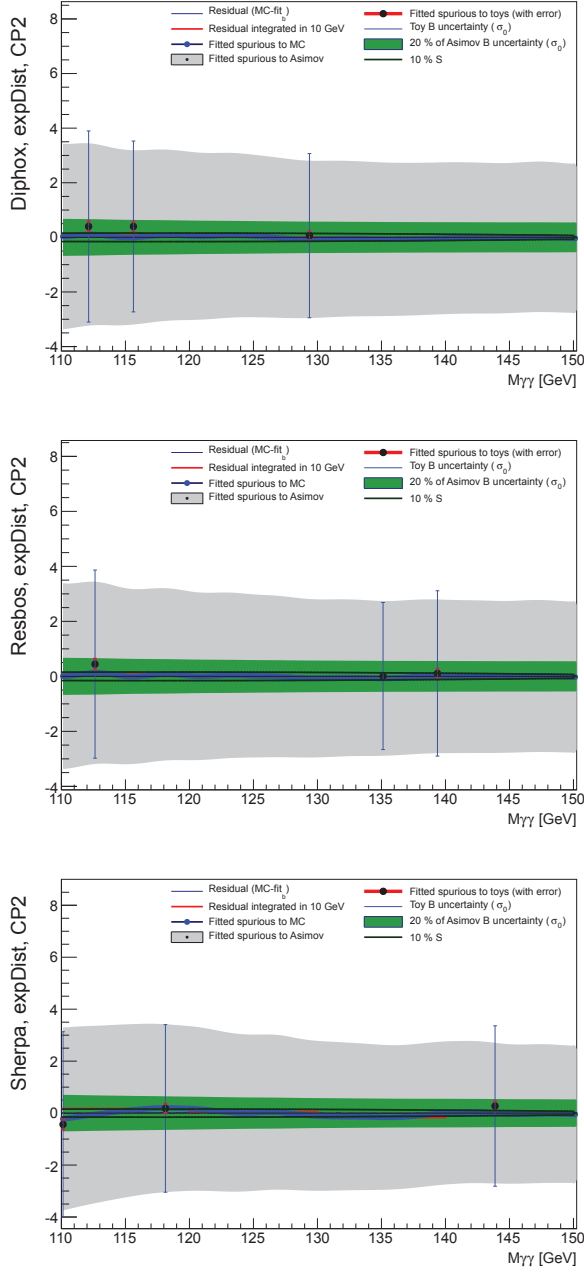 Diphox, expDist, CP2
Residual (MC-fit_b)
Residual integrated in 10 GeV
Fitted spurious to MC
Fitted spurious to Asimov
Fitted spurious to toys (with error)
Toy B uncertainty (σ₀)
20 % of Asimov B uncertainty (σ₀)
10 % S
8
6
4
2
0
-2
-4
110 115 120 125 130 135 140 145 150
Mγγ [GeV]
Resbos, expDist, CP2
Residual (MC-fit_b)
Residual integrated in 10 GeV
Fitted spurious to MC
Fitted spurious to Asimov
Fitted spurious to toys (with error)
Toy B uncertainty (σ₀)
20 % of Asimov B uncertainty (σ₀)
10 % S
8
6
4
2
0
-2
-4
110 115 120 125 130 135 140 145 150
Mγγ [GeV]
Sherpa, expDist, CP2
Residual (MC-fit_b)
Residual integrated in 10 GeV
Fitted spurious to MC
Fitted spurious to Asimov
Fitted spurious to toys (with error)
Toy B uncertainty (σ₀)
20 % of Asimov B uncertainty (σ₀)
10 % S
8
6
4
2
0
-2
-4
110 115 120 125 130 135 140 145 150
Mγγ [GeV]